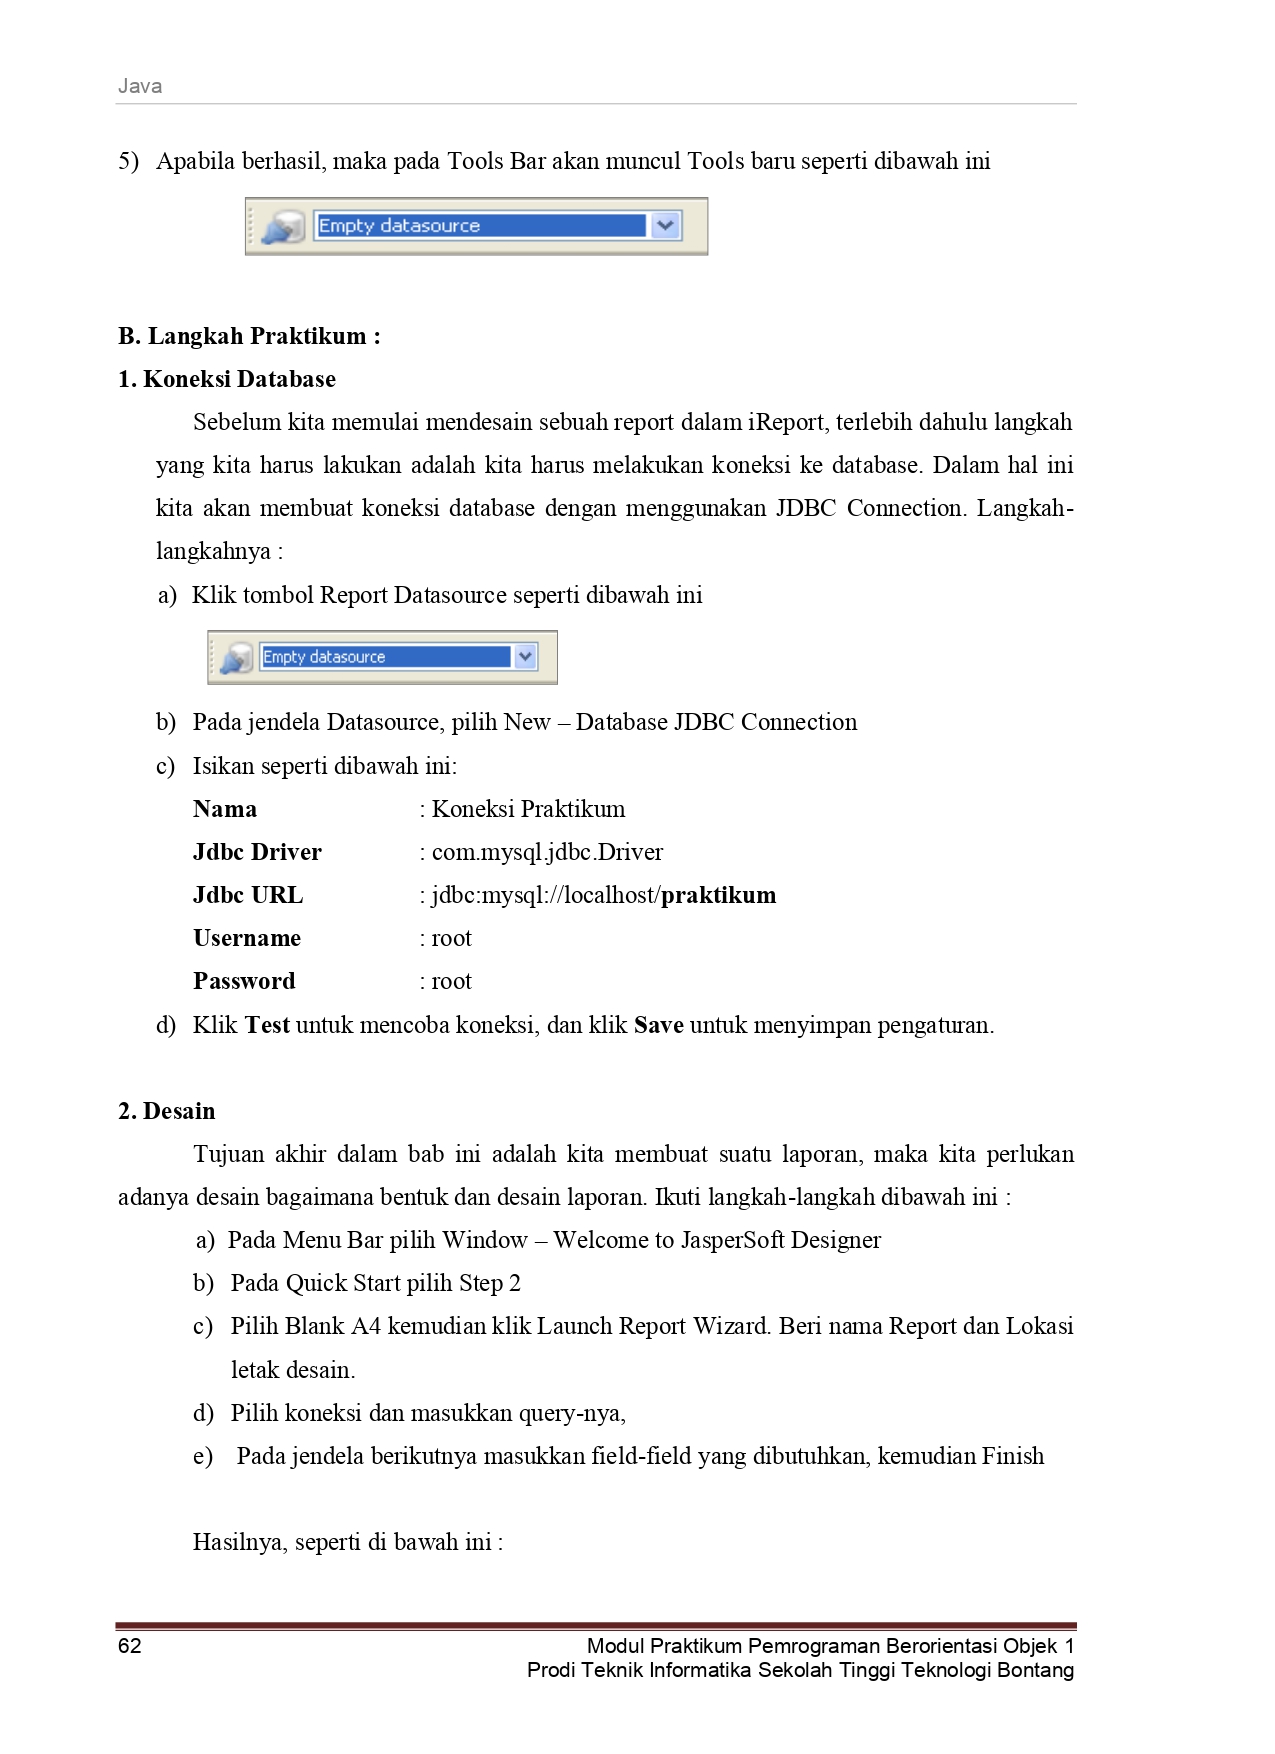 Java
5) Apabila berhasil, maka pada Tools Bar akan muncul Tools baru seperti dibawah ini
Empty datasource
B. Langkah Praktikum :
1. Koneksi Database
Sebelum kita memulai mendesain sebuah report dalam iReport, terlebih dahulu langkah
yang kita harus lakukan adalah kita harus melakukan koneksi ke database. Dalam hal ini
kita akan membuat koneksi database dengan menggunakan JDBC Connection. Langkah-
langkahnya :
a) Klik tombol Report Datasource seperti dibawah ini
Empty datasource
b) Pada jendela Datasource, pilih New – Database JDBC Connection
c) Isikan seperti dibawah ini:
Nama : Koneksi Praktikum
Jdbc Driver : com.mysql.jdbc.Driver
Jdbc URL : jdbc:mysql://localhost/praktikum
Username : root
Password : root
d) Klik Test untuk mencoba koneksi, dan klik Save untuk menyimpan pengaturan.
2. Desain
Tujuan akhir dalam bab ini adalah kita membuat suatu laporan, maka kita perlukan
adanya desain bagaimana bentuk dan desain laporan. Ikuti langkah-langkah dibawah ini :
a) Pada Menu Bar pilih Window – Welcome to JasperSoft Designer
b) Pada Quick Start pilih Step 2
c) Pilih Blank A4 kemudian klik Launch Report Wizard. Beri nama Report dan Lokasi
letak desain.
d) Pilih koneksi dan masukkan query-nya,
e) Pada jendela berikutnya masukkan field-field yang dibutuhkan, kemudian Finish
Hasilnya, seperti di bawah ini :
62 Modul Praktikum Pemrograman Berorientasi Objek 1
Prodi Teknik Informatika Sekolah Tinggi Teknologi Bontang